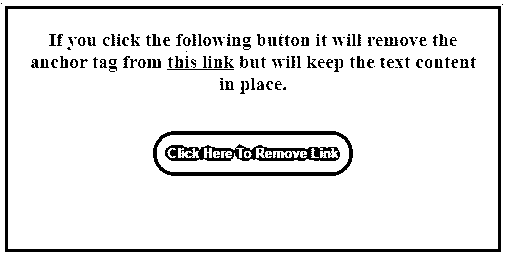 If you click the following button it will remove the
anchor tag from this link but will keep the text content
in place.
Click Here To Remove Link